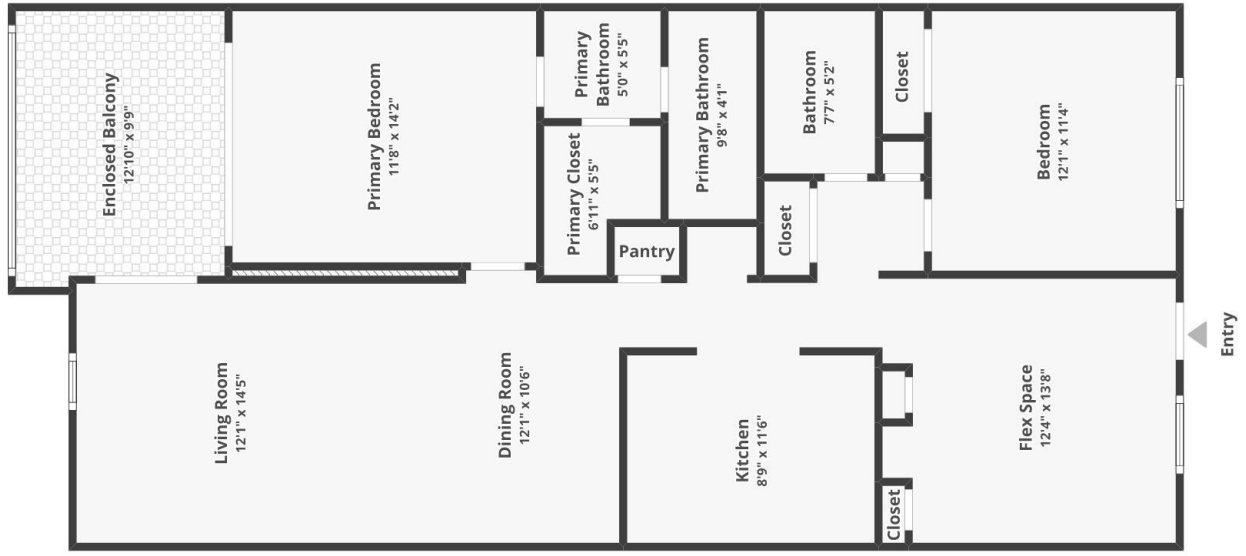 Enclosed Balcony
12'10" x 9'9"
Primary Bedroom
11'8" x 14'2"
Primary
Bathroom
5'0" x 5'5"
Primary Bathroom
9'8" x 4'1"
Bathroom
7'7" x 5'2"
Closet
Bedroom
12'1" x 11'4"
Primary Closet
6'11" x 5'5"
Pantry
Closet
Living Room
12'1" x 14'5"
Dining Room
12'1" x 10'6"
Kitchen
8'9" x 11'6"
Closet
Flex Space
12'4" x 13'8"
Entry